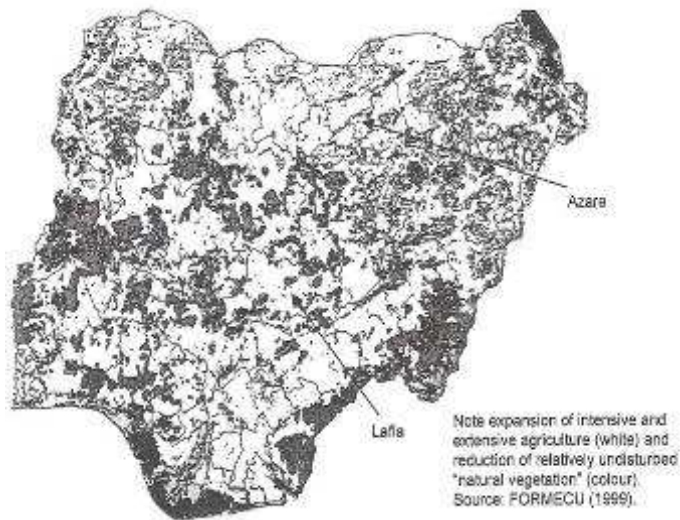 Azare
Lafia
Note expansion of intensive and
extensive agriculture (white) and
reduction of relatively undisturbed
"natural vegetation" (colour).
Source: FORMECU (1999).